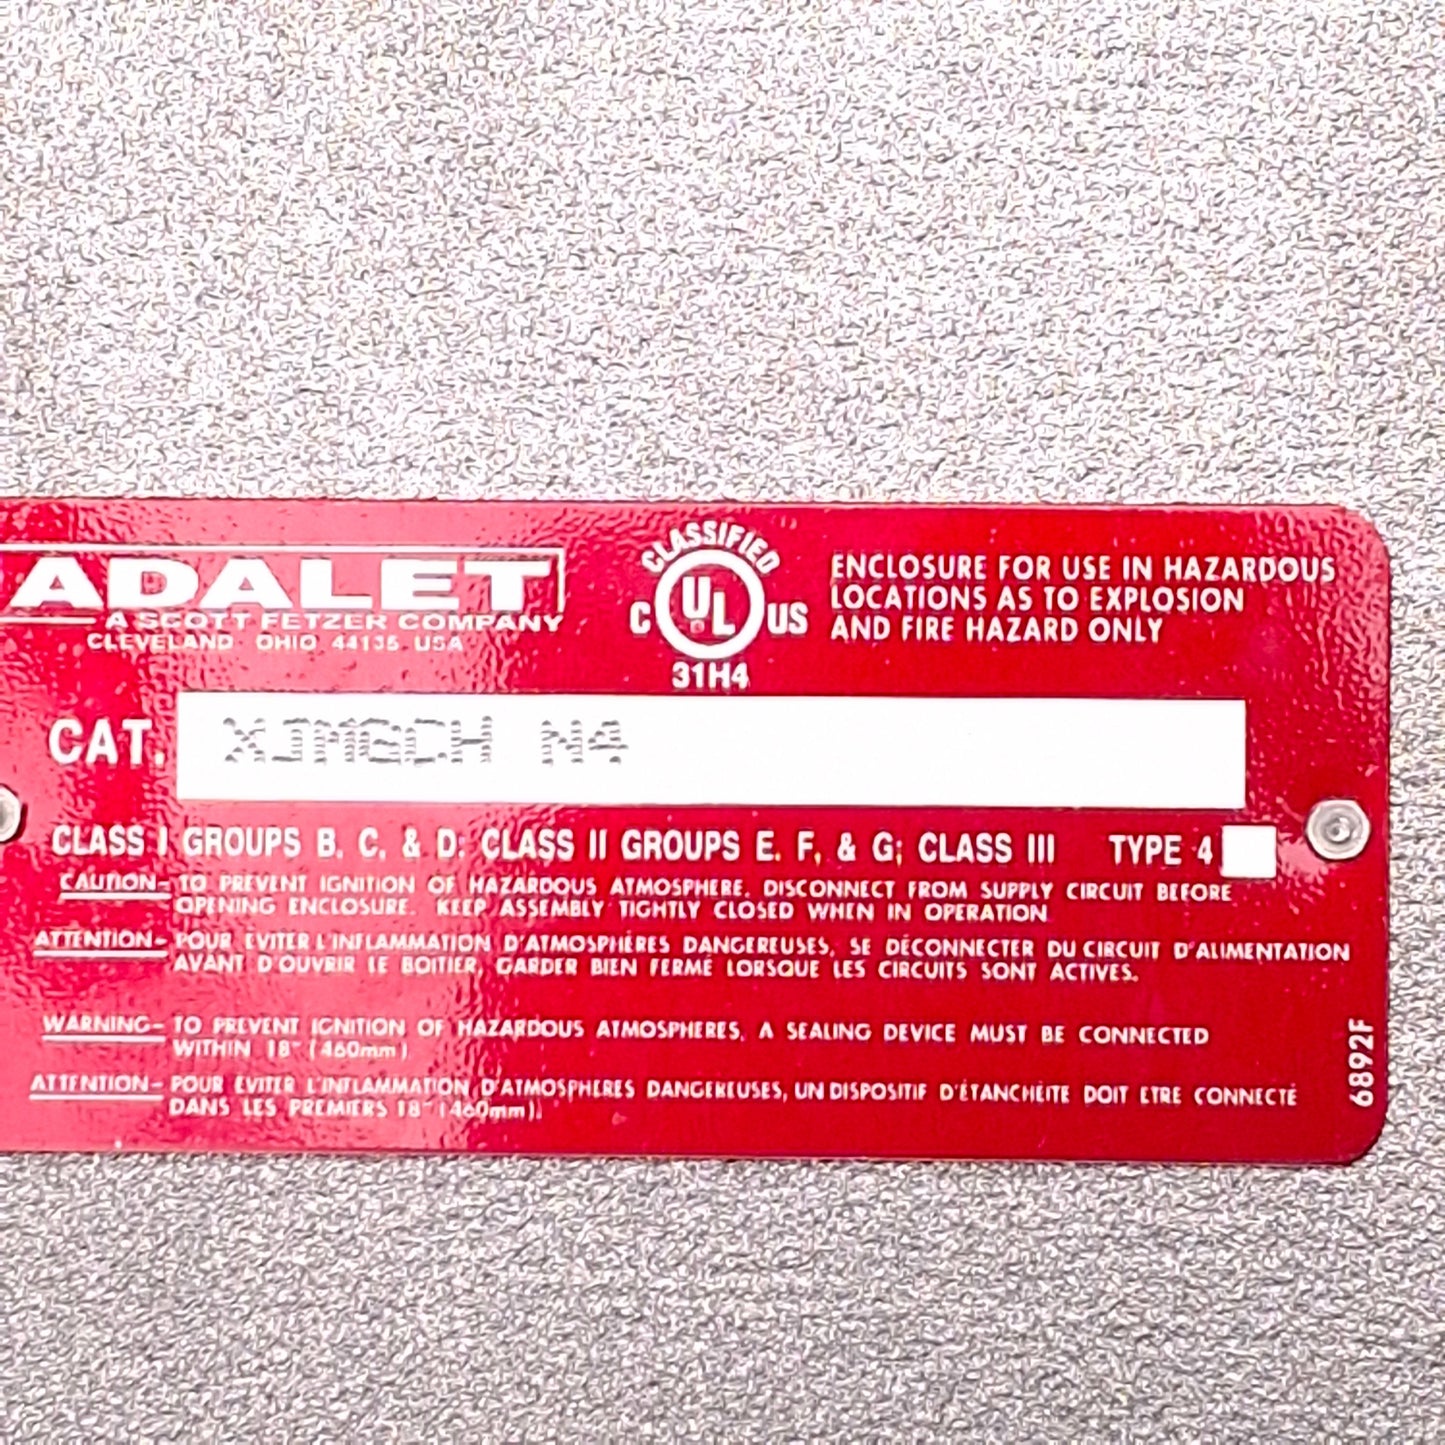 ADALET
A SCOTT FETZER COMPANY
CLEVELAND OHIO 44135 USA
CLASSIFIED
C UL US
31H4
ENCLOSURE FOR USE IN HAZARDOUS
LOCATIONS AS TO EXPLOSION
AND FIRE HAZARD ONLY
CAT. XJMGCH N4
CLASS I GROUPS B, C, & D; CLASS II GROUPS E, F, & G; CLASS III TYPE 4
CAUTION- TO PREVENT IGNITION OF HAZARDOUS ATMOSPHERE, DISCONNECT FROM SUPPLY CIRCUIT BEFORE
OPENING ENCLOSURE. KEEP ASSEMBLY TIGHTLY CLOSED WHEN IN OPERATION
ATTENTION- POUR EVITER L'INFLAMMATION D'ATMOSPHÈRES DANGEREUSES, SE DÉCONNECTER DU CIRCUIT D'ALIMENTATION
AVANT D'OUVRIR LE BOITIER, GARDER BIEN FERMÉ LORSQUE LES CIRCUITS SONT ACTIVES.
WARNING- TO PREVENT IGNITION OF HAZARDOUS ATMOSPHERES, A SEALING DEVICE MUST BE CONNECTED
WITHIN 18" (460mm)
ATTENTION- POUR EVITER L'INFLAMMATION D'ATMOSPHERES DANGEREUSES, UN DISPOSITIF D'ÉTANCHÉITE DOIT ETRE CONNECTÉ
DANS LES PREMIERS 18" (460mm).
6892F